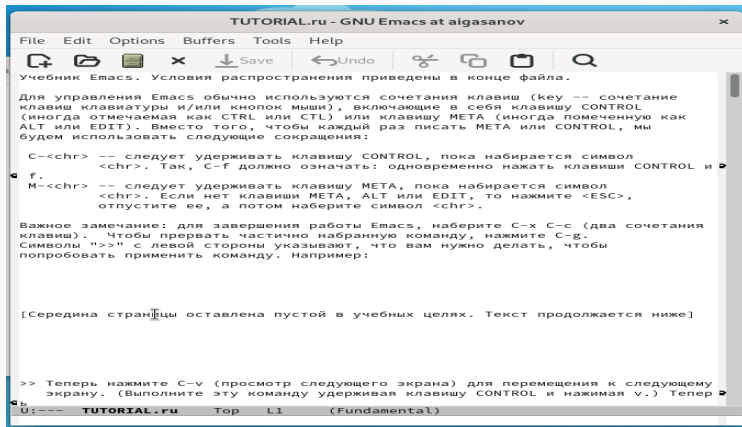 TUTORIAL.ru - GNU Emacs at aigasanov
File Edit Options Buffers Tools Help
Save Undo
Учебник Emacs. Условия распространения приведены в конце файла.
Для управления Emacs обычно используются сочетания клавиш (key -- сочетание
клавиш клавиатуры и/или кнопок мыши), включающие в себя клавишу CONTROL
(иногда отмечаемая как CTRL или CTL) или клавишу META (иногда помеченную как
ALT или EDIT). Вместо того, чтобы каждый раз писать META или CONTROL, мы
будем использовать следующие сокращения:
C-<chr> -- следует удерживать клавишу CONTROL, пока набирается символ
<chr>. Так, C-f должно означать: одновременно нажать клавиши CONTROL и
f.
M-<chr> -- следует удерживать клавишу META, пока набирается символ
<chr>. Если нет клавиши META, ALT или EDIT, то нажмите <ESC>,
отпустите ее, а потом наберите символ <chr>.
Важное замечание: для завершения работы Emacs, наберите C-x C-c (два сочетания
клавиш). Чтобы прервать частично набранную команду, нажмите C-g.
Символы ">>" с левой стороны указывают, что вам нужно делать, чтобы
попробовать применить команду. Например:
[Середина страницы оставлена пустой в учебных целях. Текст продолжается ниже]
>> Теперь нажмите C-v (просмотр следующего экрана) для перемещения к следующему
экрану. (Выполните эту команду удерживая клавишу CONTROL и нажимая v.) Тепер
ь
U:--- TUTORIAL.ru Top L1 (Fundamental)